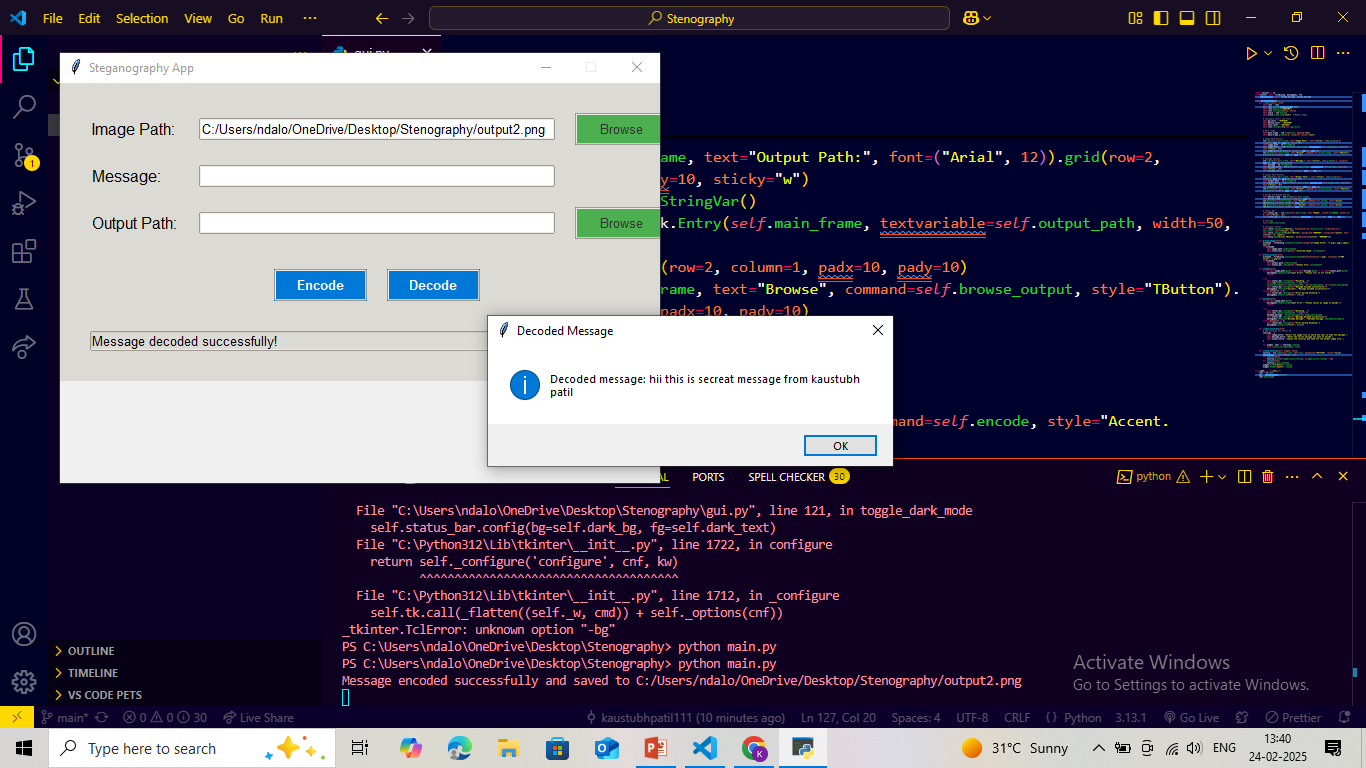 File Edit Selection View Go Run ··· Stenography
gui.py
Steganography App
Image Path: C:/Users/ndalo/OneDrive/Desktop/Stenography/output2.png Browse
Message:
Output Path: Browse
Encode Decode
Message decoded successfully!
ame, text="Output Path:", font=("Arial", 12)).grid(row=2,
y=10, sticky="w")
StringVar()
k.Entry(self.main_frame, textvariable=self.output_path, width=50,
(row=2, column=1, padx=10, pady=10)
rame, text="Browse", command=self.browse_output, style="TButton").
padx=10, pady=10)
mand=self.encode, style="Accent.
Decoded Message
Decoded message: hii this is secreat message from kaustubh
patil
OK
PORTS SPELL CHECKER 30 python
File "C:\Users\ndalo\OneDrive\Desktop\Stenography\gui.py", line 121, in toggle_dark_mode
self.status_bar.config(bg=self.dark_bg, fg=self.dark_text)
File "C:\Python312\Lib\tkinter\__init__.py", line 1722, in configure
return self._configure('configure', cnf, kw)
^^^^^^^^^^^^^^^^^^^^^^^^^^^^^^^^^^^^^
File "C:\Python312\Lib\tkinter\__init__.py", line 1712, in _configure
self.tk.call(_flatten((self._w, cmd)) + self._options(cnf))
_tkinter.TclError: unknown option "-bg"
PS C:\Users\ndalo\OneDrive\Desktop\Stenography> python main.py
PS C:\Users\ndalo\OneDrive\Desktop\Stenography> python main.py
Message encoded successfully and saved to C:/Users/ndalo/OneDrive/Desktop/Stenography/output2.png
1
OUTLINE
TIMELINE
VS CODE PETS
Activate Windows
Go to Settings to activate Windows.
main* 0 0 30 Live Share kaustubhpatil111 (10 minutes ago) Ln 127, Col 20 Spaces: 4 UTF-8 CRLF {} Python 3.13.1 Go Live Prettier
Type here to search 31°C Sunny ENG 13:40
24-02-2025